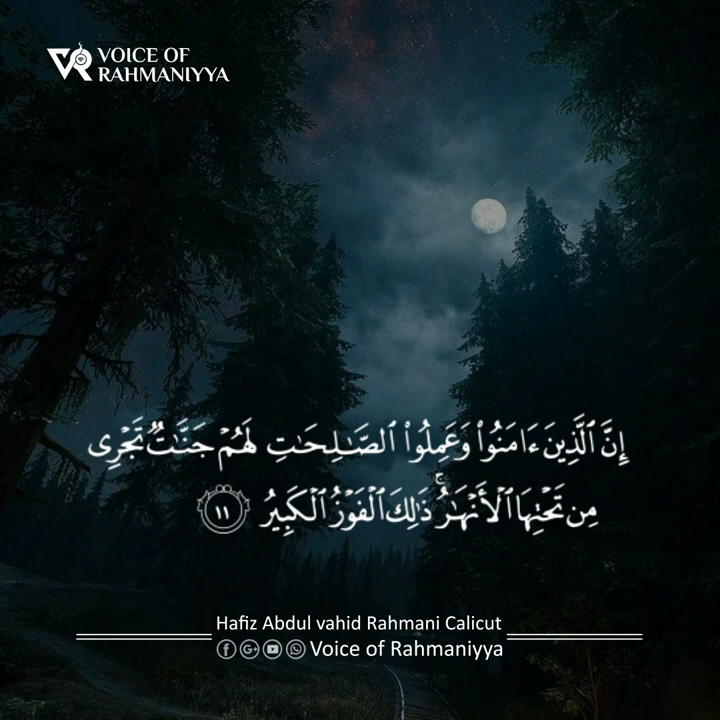 VOICE OF
RAHMANIYYA
إِنَّ ٱلَّذِينَ ءَامَنُوا۟ وَعَمِلُوا۟ ٱلصَّـٰلِحَـٰتِ لَهُمْ جَنَّـٰتٌ تَجْرِى
مِن تَحْتِهَا ٱلْأَنْهَـٰرُ ۚ ذَٰلِكَ ٱلْفَوْزُ ٱلْكَبِيرُ ١١
Hafiz Abdul vahid Rahmani Calicut
Voice of Rahmaniyya